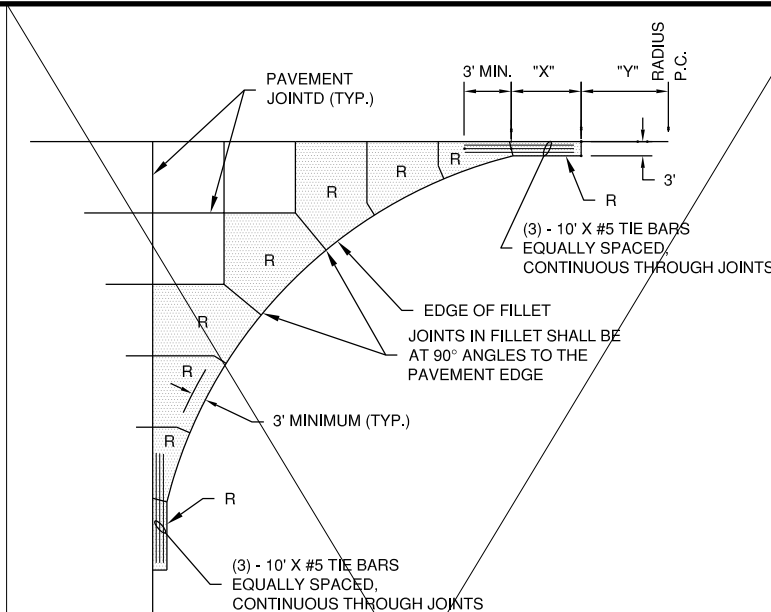 PAVEMENT
JOINTD (TYP.)
3' MIN.
"X"
"Y"
RADIUS
P.C.
3'
R
R
R
R
R
(3) - 10' X #5 TIE BARS
EQUALLY SPACED,
CONTINUOUS THROUGH JOINTS
EDGE OF FILLET
JOINTS IN FILLET SHALL BE
AT 90° ANGLES TO THE
PAVEMENT EDGE
R
R
3' MINIMUM (TYP.)
R
R
(3) - 10' X #5 TIE BARS
EQUALLY SPACED,
CONTINUOUS THROUGH JOINTS